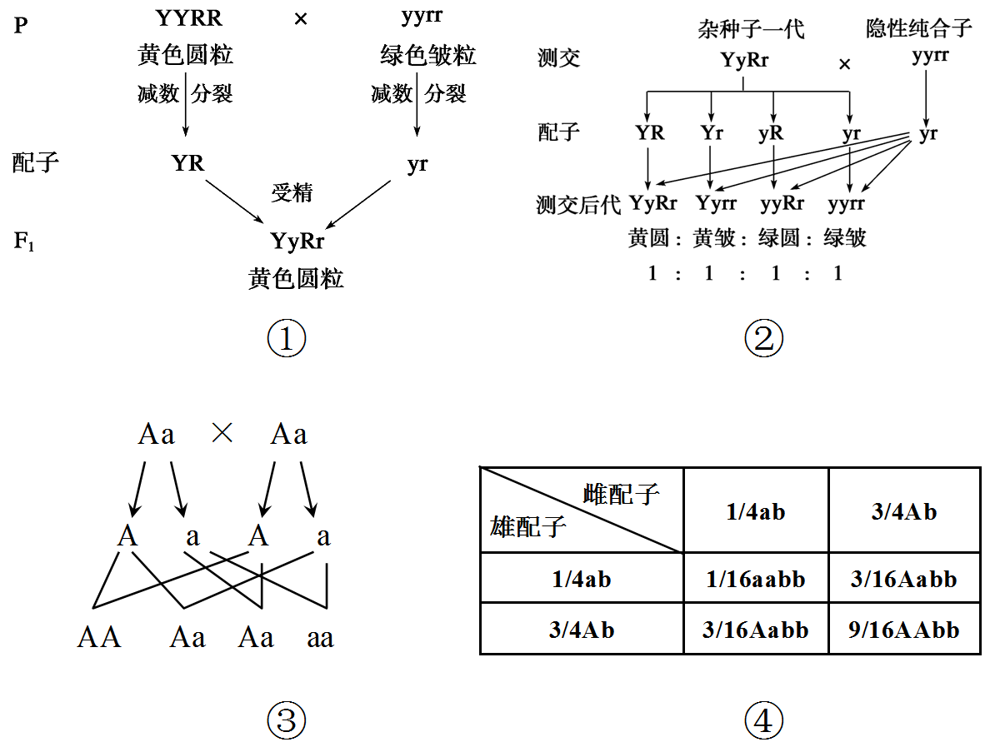 P YYRR × yyrr
黄色圆粒 绿色皱粒
减数 分裂 减数 分裂
配子 YR yr
受精
F₁ YyRr
黄色圆粒
①
杂种子一代 隐性纯合子
测交 YyRr × yyrr
配子 YR Yr yR yr yr
测交后代 YyRr Yyrr yyRr yyrr
黄圆 : 黄皱 : 绿圆 : 绿皱
1 : 1 : 1 : 1
②
Aa × Aa
A a A a
AA Aa Aa aa
③
雌配子
雄配子
1/4ab 3/4Ab
1/4ab 1/16aabb 3/16Aabb
3/4Ab 3/16Aabb 9/16AAbb
④